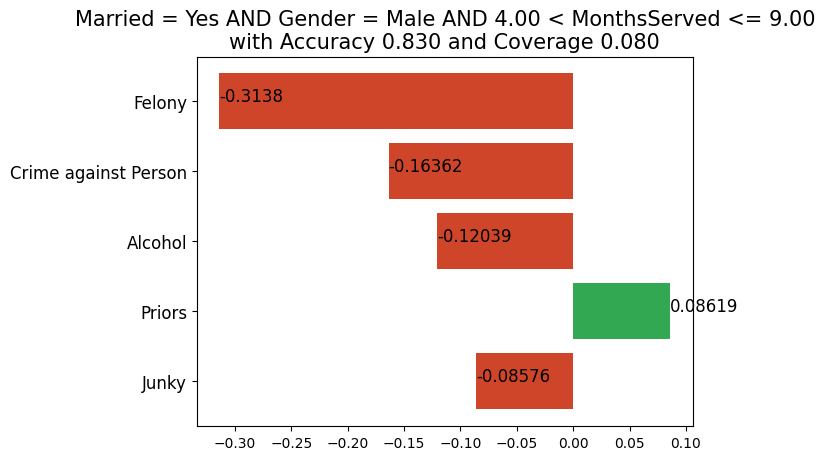 Married = Yes AND Gender = Male AND 4.00 < MonthsServed <= 9.00
with Accuracy 0.830 and Coverage 0.080
Felony
-0.3138
Crime against Person
-0.16362
Alcohol
-0.12039
Priors
0.08619
Junky
-0.08576
−0.30 −0.25 −0.20 −0.15 −0.10 −0.05 0.00 0.05 0.10